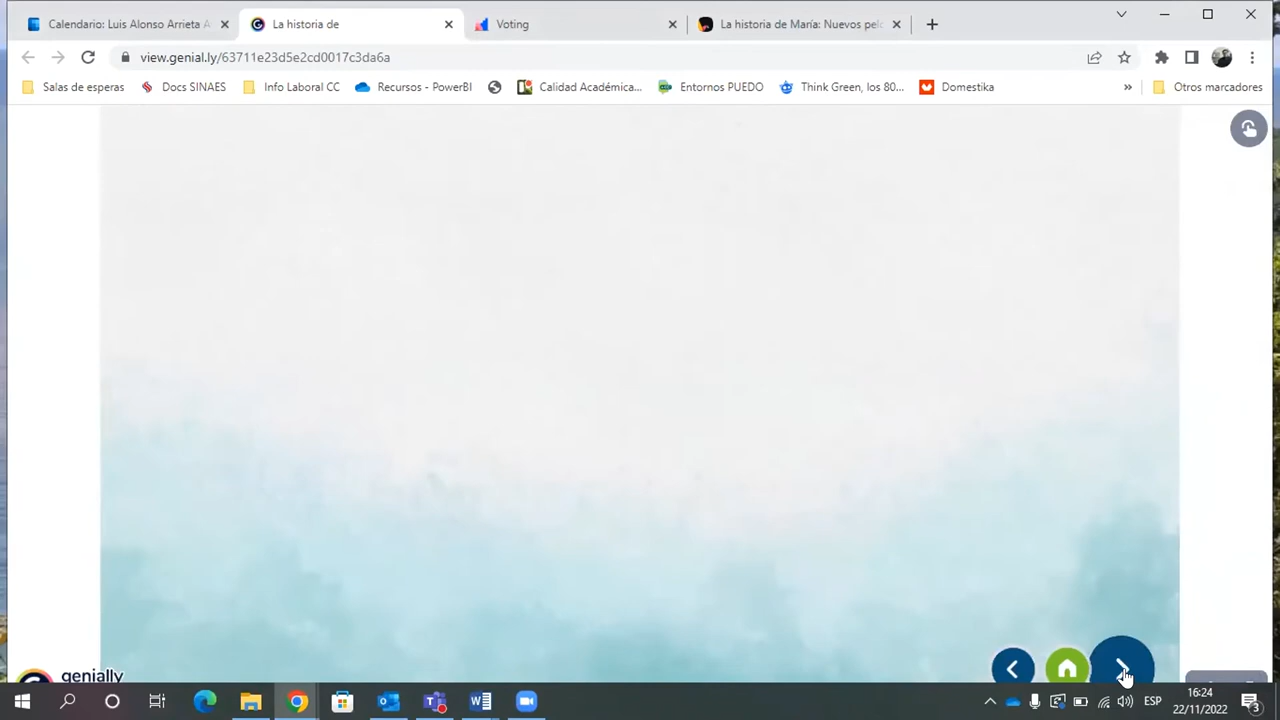 Calendario: Luis Alonso Arrieta A
La historia de
Voting
La historia de María: Nuevos pel
view.genial.ly/63711e23d5e2cd0017c3da6a
Salas de esperas
Docs SINAES
Info Laboral CC
Recursos - PowerBI
Calidad Académica...
Entornos PUEDO
Think Green, los 80...
Domestika
»
Otros marcadores
genially
ESP
16:24
22/11/2022
3